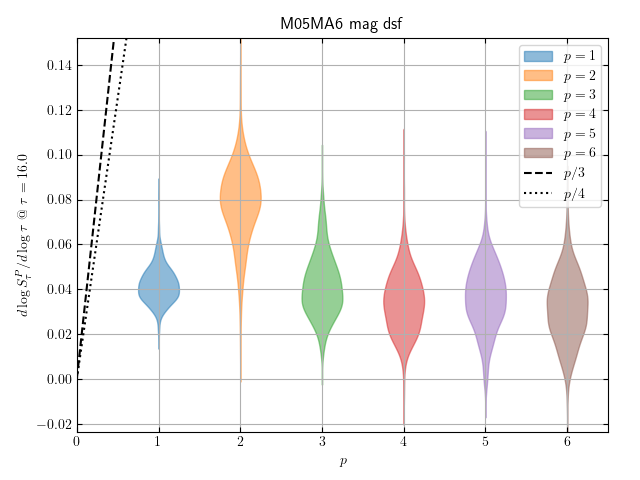 M05MA6 mag dsf
d log S_τ^P / d log τ @ τ = 16.0
0.14
0.12
0.10
0.08
0.06
0.04
0.02
0.00
−0.02
0 1 2 3 4 5 6
p
p = 1
p = 2
p = 3
p = 4
p = 5
p = 6
p/3
p/4